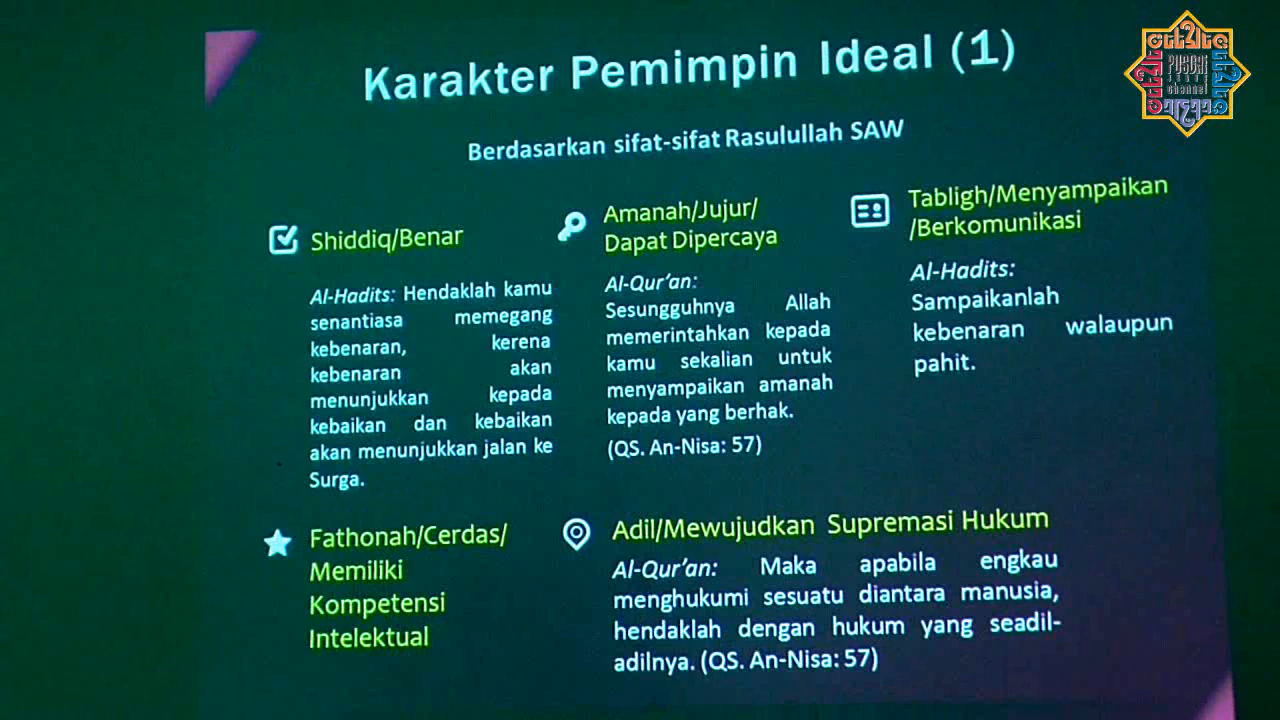 Karakter Pemimpin Ideal (1)
Berdasarkan sifat-sifat Rasulullah SAW
Shiddiq/Benar
Al-Hadits: Hendaklah kamu
senantiasa memegang
kebenaran, kerena
kebenaran akan
menunjukkan kepada
kebaikan dan kebaikan
akan menunjukkan jalan ke
Surga.
Amanah/Jujur/
Dapat Dipercaya
Al-Qur'an:
Sesungguhnya Allah
memerintahkan kepada
kamu sekalian untuk
menyampaikan amanah
kepada yang berhak.
(QS. An-Nisa: 57)
Tabligh/Menyampaikan
/Berkomunikasi
Al-Hadits:
Sampaikanlah
kebenaran walaupun
pahit.
Fathonah/Cerdas/
Memiliki
Kompetensi
Intelektual
Adil/Mewujudkan Supremasi Hukum
Al-Qur'an: Maka apabila engkau
menghukumi sesuatu diantara manusia,
hendaklah dengan hukum yang seadil-
adilnya. (QS. An-Nisa: 57)
PUSDAI
channel